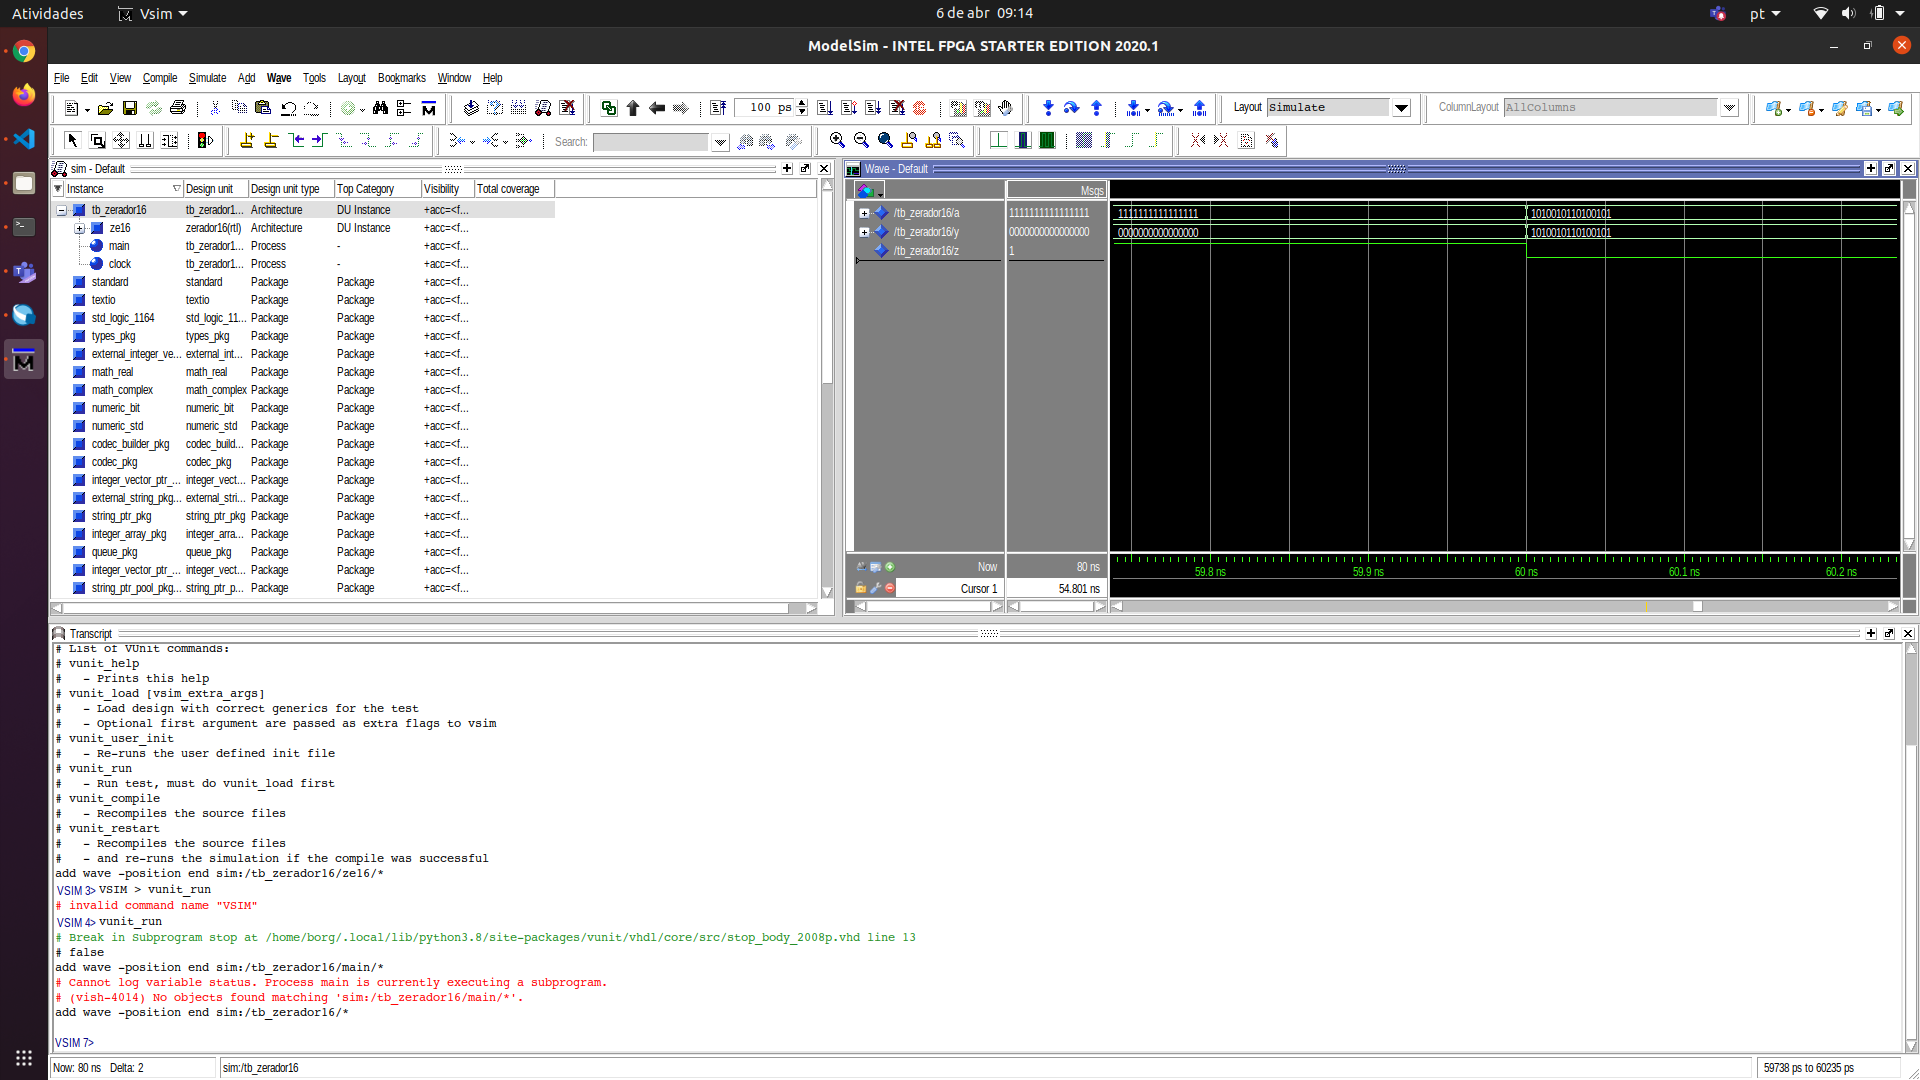 Atividades
Vsim
6 de abr 09:14
pt
ModelSim - INTEL FPGA STARTER EDITION 2020.1
File Edit View Compile Simulate Add Wave Tools Layout Bookmarks Window Help
100 ps
Layout Simulate
ColumnLayout AllColumns
Search:
sim - Default
Instance Design unit Design unit type Top Category Visibility Total coverage
tb_zerador16 tb_zerador1... Architecture DU Instance +acc=<f...
ze16 zerador16(rtl) Architecture DU Instance +acc=<f...
main tb_zerador1... Process - +acc=<f...
clock tb_zerador1... Process - +acc=<f...
standard standard Package Package +acc=<f...
textio textio Package Package +acc=<f...
std_logic_1164 std_logic_11... Package Package +acc=<f...
types_pkg types_pkg Package Package +acc=<f...
external_integer_ve... external_int... Package Package +acc=<f...
math_real math_real Package Package +acc=<f...
math_complex math_complex Package Package +acc=<f...
numeric_bit numeric_bit Package Package +acc=<f...
numeric_std numeric_std Package Package +acc=<f...
codec_builder_pkg codec_build... Package Package +acc=<f...
codec_pkg codec_pkg Package Package +acc=<f...
integer_vector_ptr_... integer_vect... Package Package +acc=<f...
external_string_pkg... external_stri... Package Package +acc=<f...
string_ptr_pkg string_ptr_pkg Package Package +acc=<f...
integer_array_pkg integer_arra... Package Package +acc=<f...
queue_pkg queue_pkg Package Package +acc=<f...
integer_vector_ptr_... integer_vect... Package Package +acc=<f...
string_ptr_pool_pkg... string_ptr_p... Package Package +acc=<f...
Wave - Default
Msgs
/tb_zerador16/a 1111111111111111 1111111111111111 1010010110100101
/tb_zerador16/y 0000000000000000 0000000000000000 1010010110100101
/tb_zerador16/z 1
Now 80 ns
59.8 ns 59.9 ns 60 ns 60.1 ns 60.2 ns
Cursor 1 54.801 ns
Transcript
# List of VUnit commands:
# vunit_help
#   - Prints this help
# vunit_load [vsim_extra_args]
#   - Load design with correct generics for the test
#   - Optional first argument are passed as extra flags to vsim
# vunit_user_init
#   - Re-runs the user defined init file
# vunit_run
#   - Run test, must do vunit_load first
# vunit_compile
#   - Recompiles the source files
# vunit_restart
#   - Recompiles the source files
#   - and re-runs the simulation if the compile was successful
add wave -position end sim:/tb_zerador16/ze16/*
VSIM 3> VSIM > vunit_run
# invalid command name "VSIM"
VSIM 4> vunit_run
# Break in Subprogram stop at /home/borg/.local/lib/python3.8/site-packages/vunit/vhdl/core/src/stop_body_2008p.vhd line 13
# false
add wave -position end sim:/tb_zerador16/main/*
# Cannot log variable status. Process main is currently executing a subprogram.
# (vish-4014) No objects found matching 'sim:/tb_zerador16/main/*'.
add wave -position end sim:/tb_zerador16/*
VSIM 7>
Now: 80 ns Delta: 2
sim:/tb_zerador16
59738 ps to 60235 ps